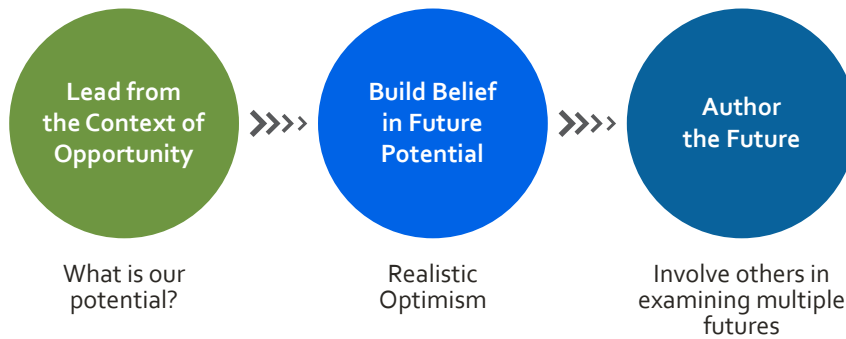 Lead from
the Context of
Opportunity
Build Belief
in Future
Potential
Author
the Future
What is our
potential?
Realistic
Optimism
Involve others in
examining multiple
futures